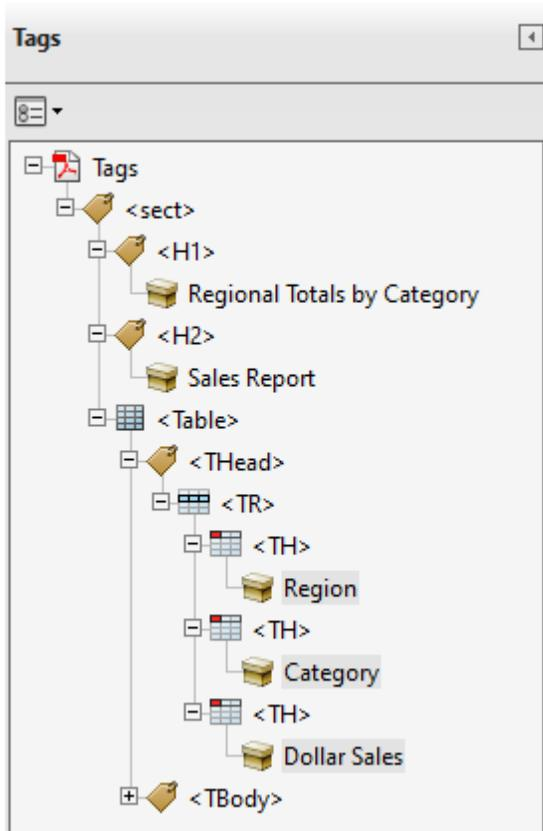 Tags
Tags
<sect>
<H1>
Regional Totals by Category
<H2>
Sales Report
<Table>
<THead>
<TR>
<TH>
Region
<TH>
Category
<TH>
Dollar Sales
<TBody>